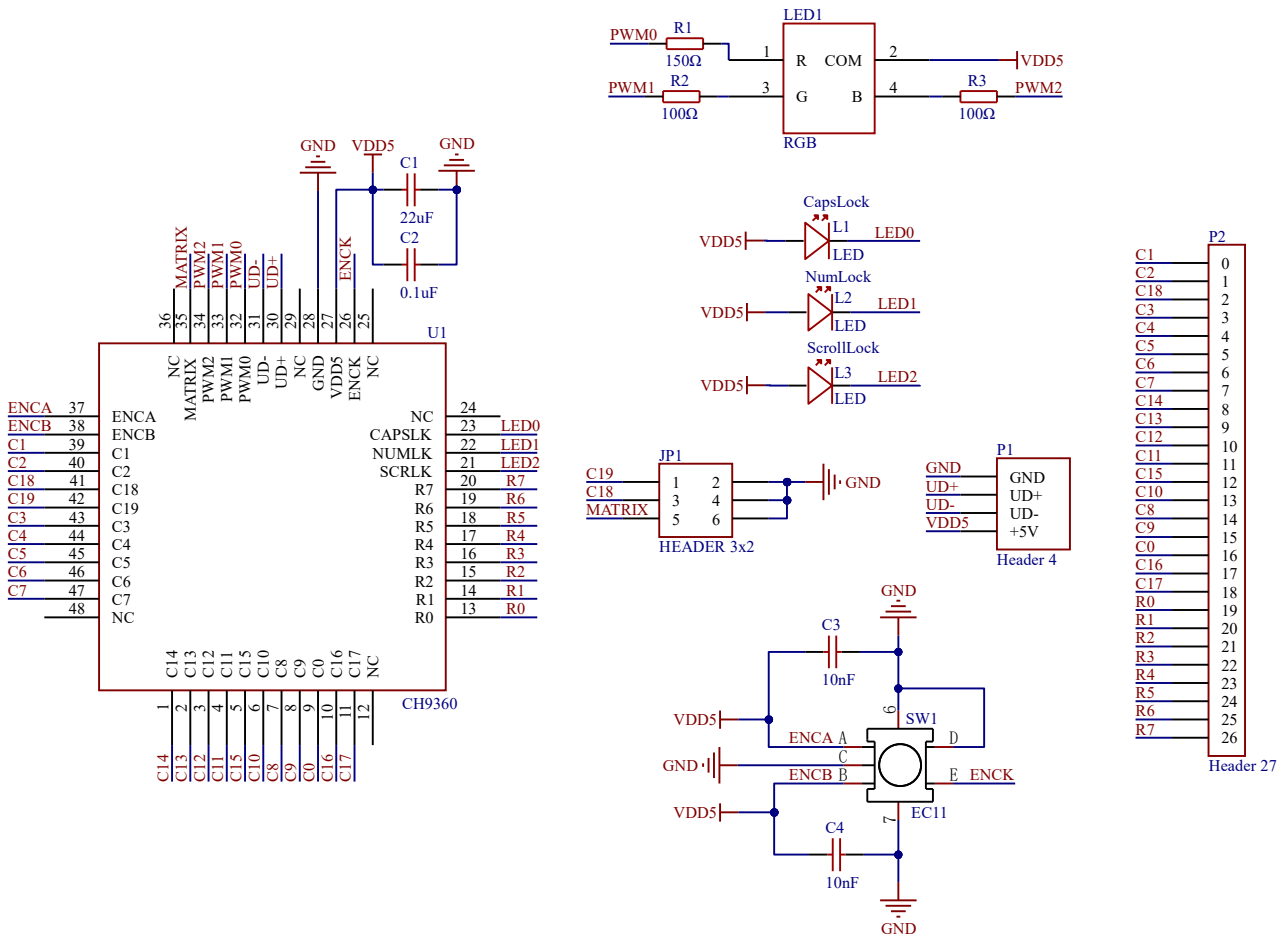 LED1
PWM0
R1
150Ω
1
R
COM
2
VDD5
PWM1
R2
100Ω
3
G
B
4
R3
100Ω
PWM2
RGB
GND
VDD5
GND
C1
22uF
C2
0.1uF
MATRIX
PWM2
PWM1
PWM0
UD-
UD+
ENCK
36
35
34
33
32
31
30
29
28
27
26
25
U1
NC
MATRIX
PWM2
PWM1
PWM0
UD-
UD+
NC
GND
VDD5
ENCK
NC
ENCA 37 ENCA
ENCB 38 ENCB
C1 39 C1
C2 40 C2
C18 41 C18
C19 42 C19
C3 43 C3
C4 44 C4
C5 45 C5
C6 46 C6
C7 47 C7
48 NC
NC 24
CAPSLK 23 LED0
NUMLK 22 LED1
SCRLK 21 LED2
R7 20 R7
R6 19 R6
R5 18 R5
R4 17 R4
R3 16 R3
R2 15 R2
R1 14 R1
R0 13 R0
C14
C13
C12
C11
C15
C10
C8
C9
C0
C16
C17
NC
1
2
3
4
5
6
7
8
9
10
11
12
C14
C13
C12
C11
C15
C10
C8
C9
C0
C16
C17
CH9360
CapsLock
VDD5
L1
LED
LED0
NumLock
VDD5
L2
LED
LED1
ScrollLock
VDD5
L3
LED
LED2
JP1
C19 1 2 GND
C18 3 4
MATRIX 5 6
HEADER 3x2
P1
GND GND
UD+ UD+
UD- UD-
VDD5 +5V
Header 4
GND
C3
10nF
VDD5
6
SW1
ENCA A
D
GND
C
ENCB B
E ENCK
VDD5
7
EC11
C4
10nF
GND
P2
C1 0
C2 1
C18 2
C3 3
C4 4
C5 5
C6 6
C7 7
C14 8
C13 9
C12 10
C11 11
C15 12
C10 13
C8 14
C9 15
C0 16
C16 17
C17 18
R0 19
R1 20
R2 21
R3 22
R4 23
R5 24
R6 25
R7 26
Header 27